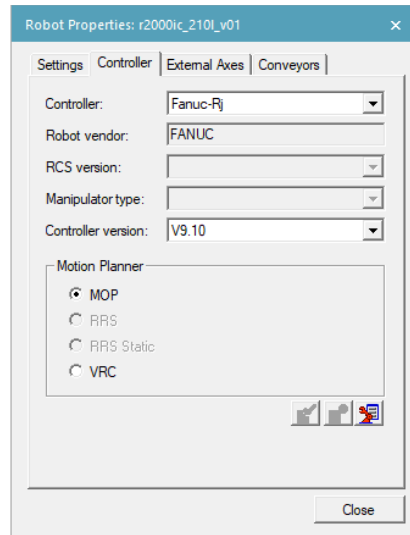 Robot Properties: r2000ic_210l_v01
Settings Controller External Axes Conveyors
Controller: Fanuc-Rj
Robot vendor: FANUC
RCS version:
Manipulator type:
Controller version: V9.10
Motion Planner
MOP
RRS
RRS Static
VRC
Close